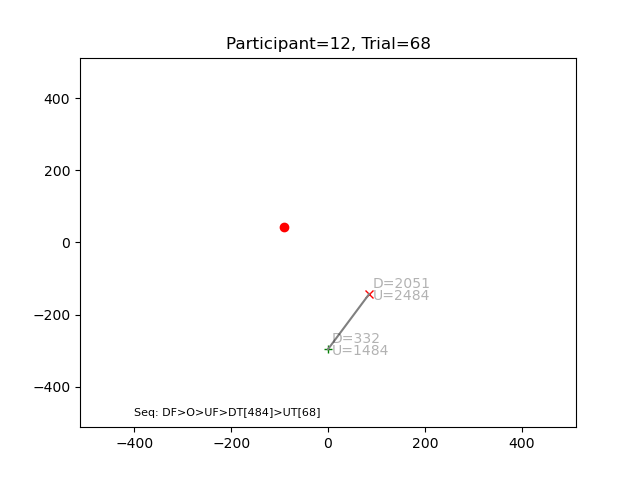 Participant=12, Trial=68
400
200
0
−200
−400
D=2051
U=2484
D=332
U=1484
Seq: DF>O>UF>DT[484]>UT[68]
−400
−200
0
200
400